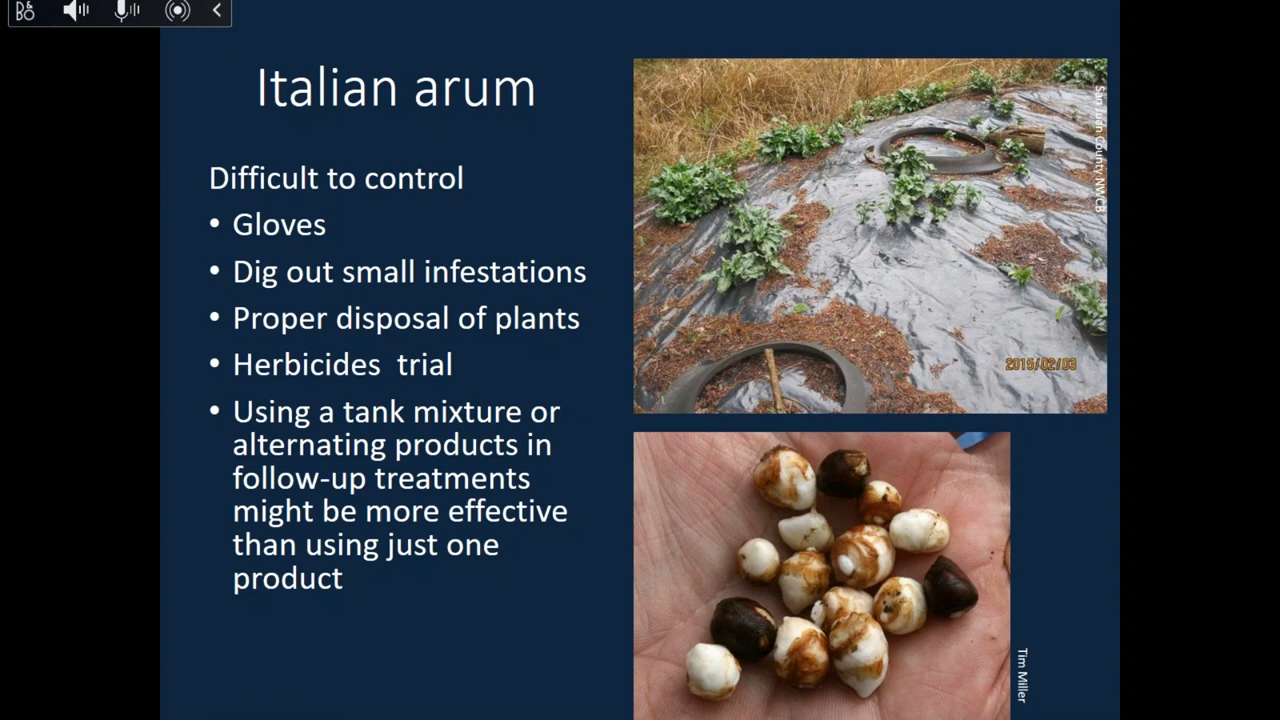 B&O
Italian arum
Difficult to control
• Gloves
• Dig out small infestations
• Proper disposal of plants
• Herbicides  trial
• Using a tank mixture or
alternating products in
follow-up treatments
might be more effective
than using just one
product
San Juan County NWCB
2015/02/03
Tim Miller